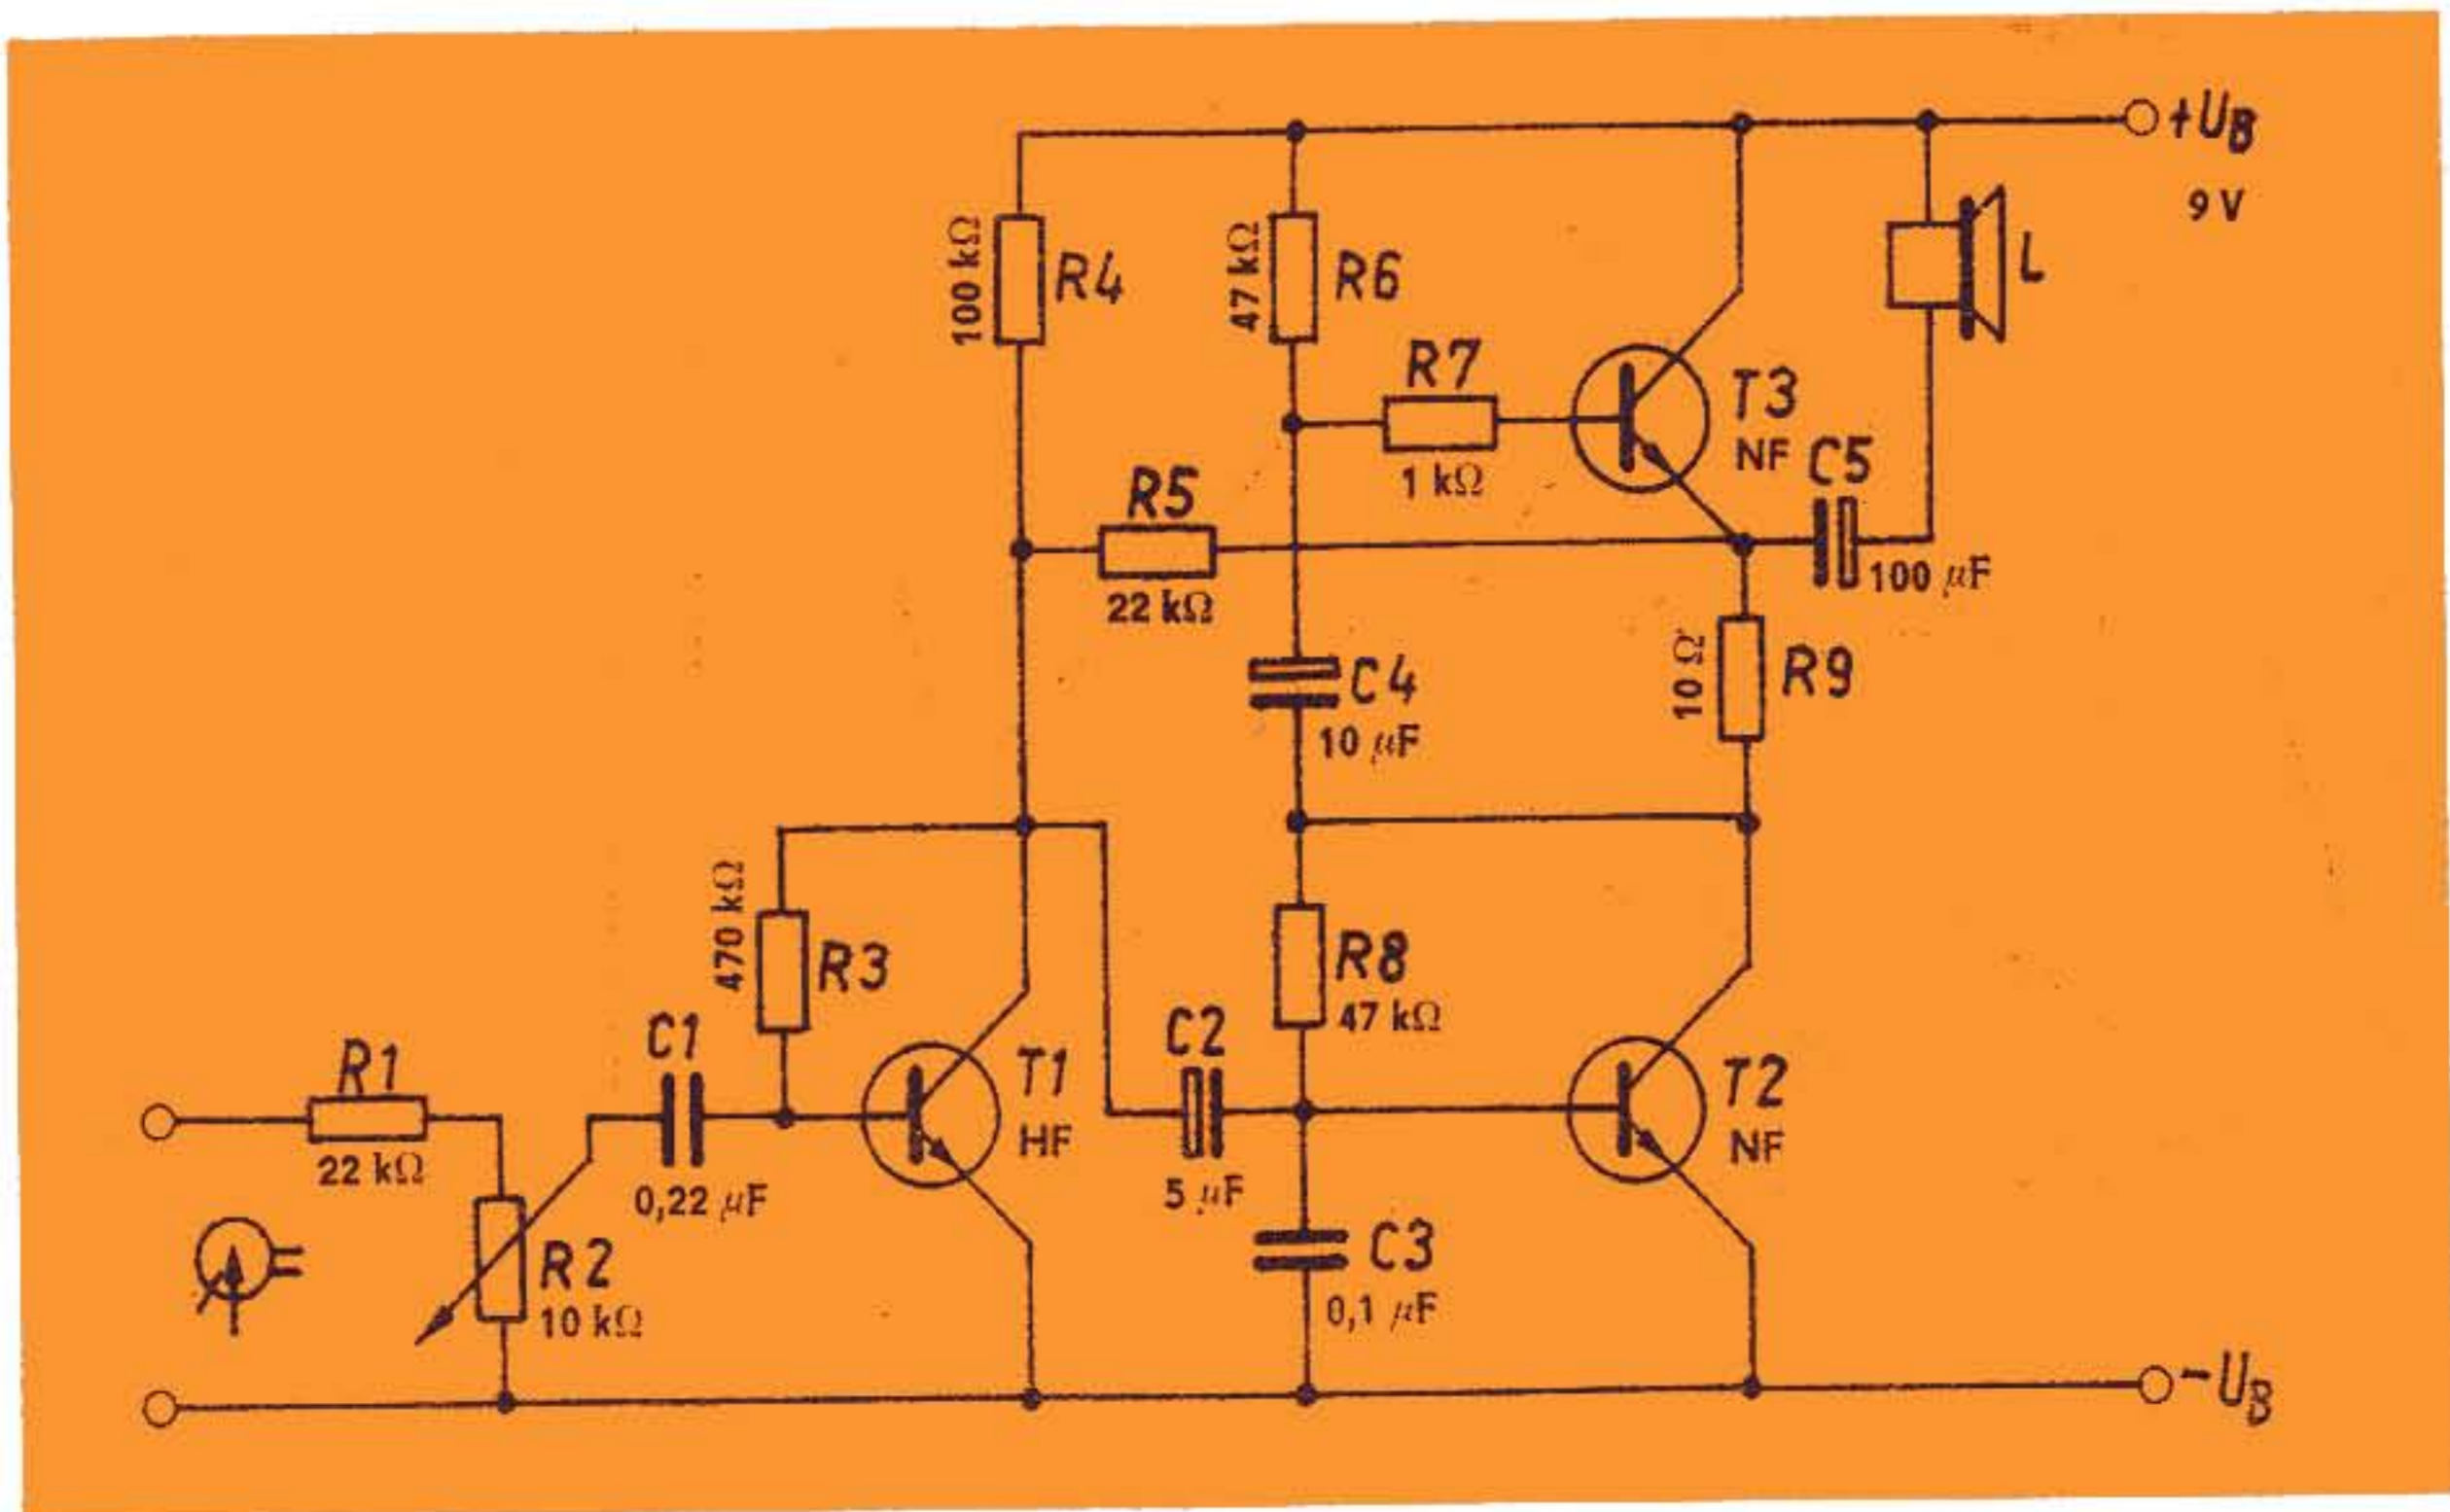 +UB
9 V
100 kΩ
R4
47 kΩ
R6
L
R7
1 kΩ
T3
NF
C5
100 µF
R5
22 kΩ
C4
10 µF
10 Ω
R9
470 kΩ
R3
R8
47 kΩ
R1
22 kΩ
C1
0,22 µF
T1
HF
C2
5 µF
T2
NF
R2
10 kΩ
C3
0,1 µF
-UB